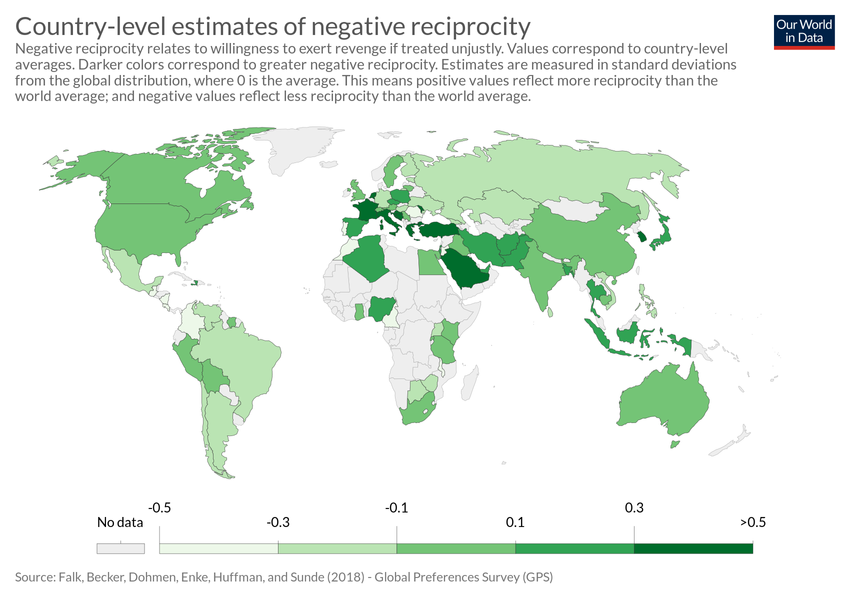 Country-level estimates of negative reciprocity
Our World
in Data
Negative reciprocity relates to willingness to exert revenge if treated unjustly. Values correspond to country-level
averages. Darker colors correspond to greater negative reciprocity. Estimates are measured in standard deviations
from the global distribution, where 0 is the average. This means positive values reflect more reciprocity than the
world average; and negative values reflect less reciprocity than the world average.
-0.5 -0.1 0.3
No data -0.3 0.1 >0.5
Source: Falk, Becker, Dohmen, Enke, Huffman, and Sunde (2018) - Global Preferences Survey (GPS)